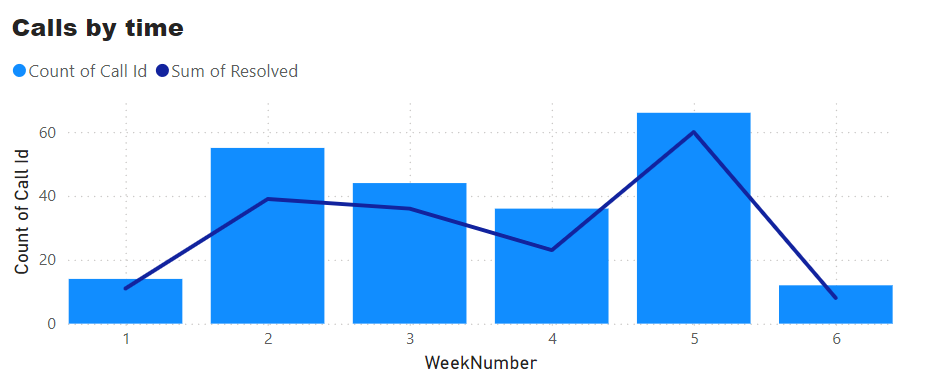 Calls by time
Count of Call Id Sum of Resolved
Count of Call Id
60
40
20
0
1 2 3 4 5 6
WeekNumber